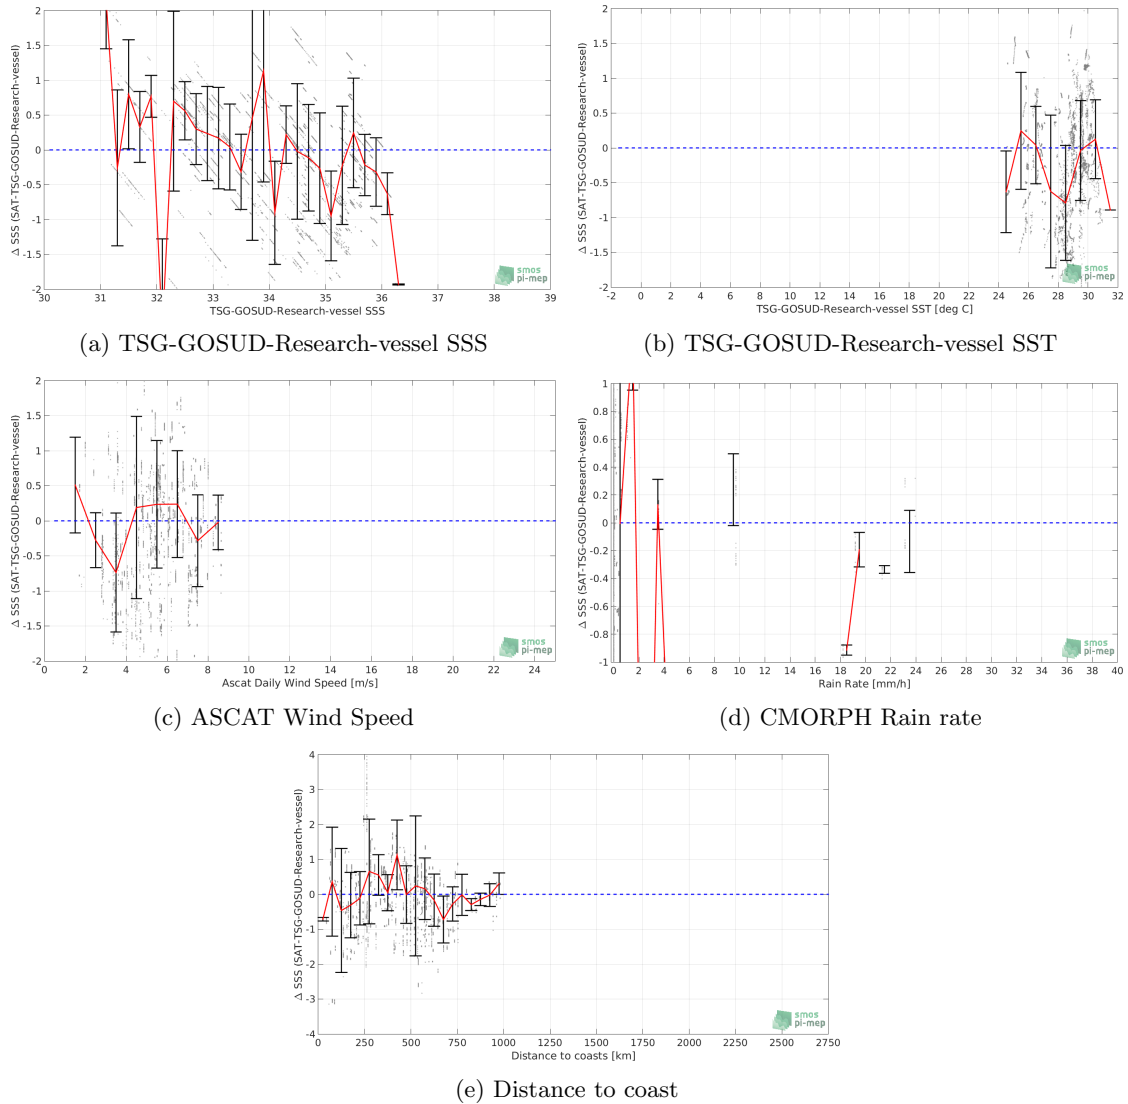 Δ SSS (SAT-TSG-GOSUD-Research-vessel)
2
1.5
1
0.5
0
-0.5
-1
-1.5
-2
30 31 32 33 34 35 36 37 38 39
TSG-GOSUD-Research-vessel SSS
smos
pi-mep
(a) TSG-GOSUD-Research-vessel SSS
Δ SSS (SAT-TSG-GOSUD-Research-vessel)
2
1.5
1
0.5
0
-0.5
-1
-1.5
-2
-2 0 2 4 6 8 10 12 14 16 18 20 22 24 26 28 30 32
TSG-GOSUD-Research-vessel SST [deg C]
smos
pi-mep
(b) TSG-GOSUD-Research-vessel SST
Δ SSS (SAT-TSG-GOSUD-Research-vessel)
2
1.5
1
0.5
0
-0.5
-1
-1.5
-2
0 2 4 6 8 10 12 14 16 18 20 22 24
Ascat Daily Wind Speed [m/s]
smos
pi-mep
(c) ASCAT Wind Speed
Δ SSS (SAT-TSG-GOSUD-Research-vessel)
1
0.8
0.6
0.4
0.2
0
-0.2
-0.4
-0.6
-0.8
-1
0 2 4 6 8 10 12 14 16 18 20 22 24 26 28 30 32 34 36 38 40
Rain Rate [mm/h]
smos
pi-mep
(d) CMORPH Rain rate
Δ SSS (SAT-TSG-GOSUD-Research-vessel)
4
3
2
1
0
-1
-2
-3
-4
0 250 500 750 1000 1250 1500 1750 2000 2250 2500 2750
Distance to coasts [km]
smos
pi-mep
(e) Distance to coast